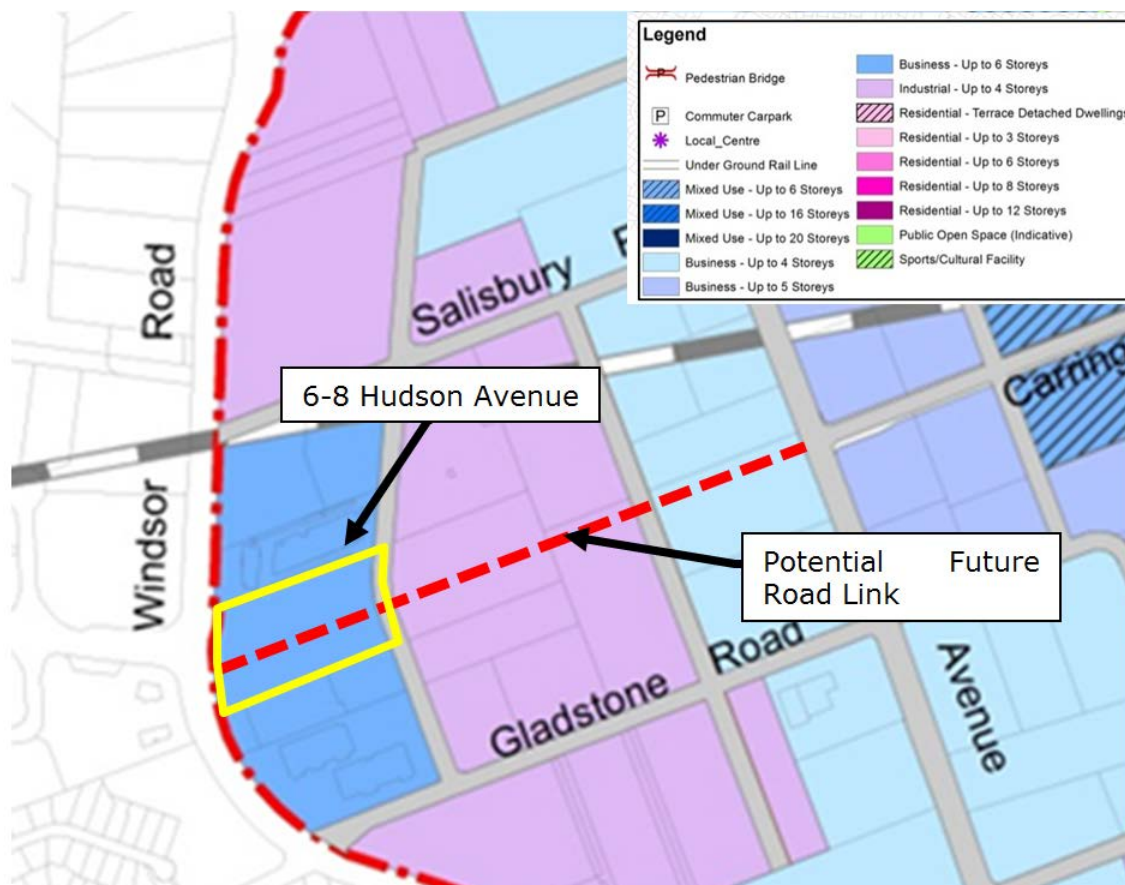 Legend
Pedestrian Bridge
P
Commuter Carpark
Local_Centre
Under Ground Rail Line
Mixed Use - Up to 6 Storeys
Mixed Use - Up to 16 Storeys
Mixed Use - Up to 20 Storeys
Business - Up to 4 Storeys
Business - Up to 5 Storeys
Business - Up to 6 Storeys
Industrial - Up to 4 Storeys
Residential - Terrace Detached Dwellings
Residential - Up to 3 Storeys
Residential - Up to 6 Storeys
Residential - Up to 8 Storeys
Residential - Up to 12 Storeys
Public Open Space (Indicative)
Sports/Cultural Facility
Windsor Road
Salisbury
Carring
6-8 Hudson Avenue
Potential Future
Road Link
Gladstone Road
Avenue